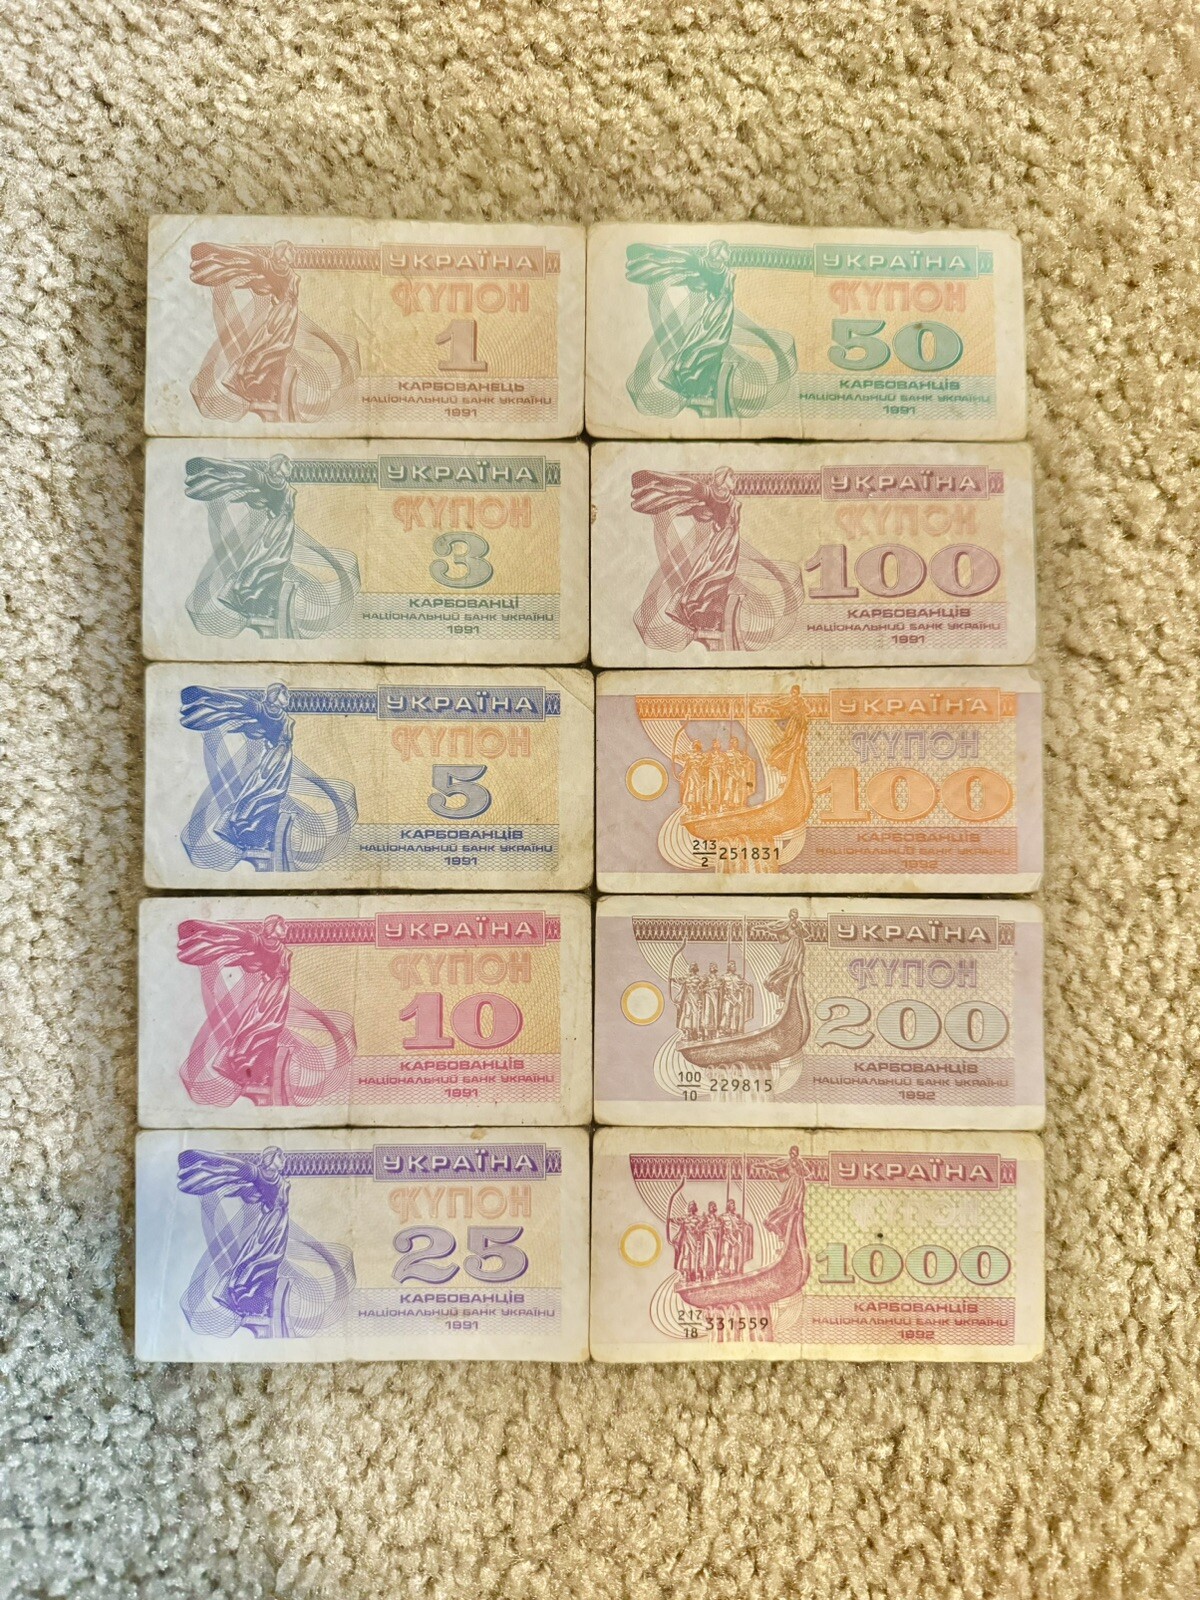 УКРАЇНА
КУПОН
1
КАРБОВАНЕЦЬ
НАЦІОНАЛЬНИЙ БАНК УКРАЇНИ
1991
УКРАЇНА
КУПОН
3
КАРБОВАНЦІ
НАЦІОНАЛЬНИЙ БАНК УКРАЇНИ
1991
УКРАЇНА
КУПОН
5
КАРБОВАНЦІВ
НАЦІОНАЛЬНИЙ БАНК УКРАЇНИ
1991
УКРАЇНА
КУПОН
10
КАРБОВАНЦІВ
НАЦІОНАЛЬНИЙ БАНК УКРАЇНИ
1991
УКРАЇНА
КУПОН
25
КАРБОВАНЦІВ
НАЦІОНАЛЬНИЙ БАНК УКРАЇНИ
1991
УКРАЇНА
КУПОН
50
КАРБОВАНЦІВ
НАЦІОНАЛЬНИЙ БАНК УКРАЇНИ
1991
УКРАЇНА
КУПОН
100
КАРБОВАНЦІВ
НАЦІОНАЛЬНИЙ БАНК УКРАЇНИ
1991
УКРАЇНА
КУПОН
100
КАРБОВАНЦІВ
НАЦІОНАЛЬНИЙ БАНК УКРАЇНИ
1992
213/2 251831
УКРАЇНА
КУПОН
200
КАРБОВАНЦІВ
НАЦІОНАЛЬНИЙ БАНК УКРАЇНИ
1992
100/10 229815
УКРАЇНА
КУПОН
1000
КАРБОВАНЦІВ
НАЦІОНАЛЬНИЙ БАНК УКРАЇНИ
1992
217/18 331559